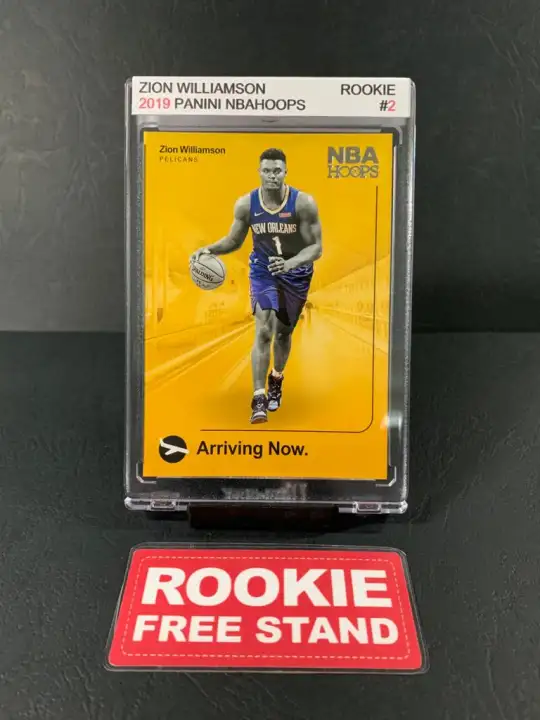 ZION WILLIAMSON ROOKIE
2019 PANINI NBAHOOPS #2
Zion Williamson
PELICANS
NBA
HOOPS
NEW ORLEANS
1
SPALDING
Arriving Now.
ROOKIE
FREE STAND